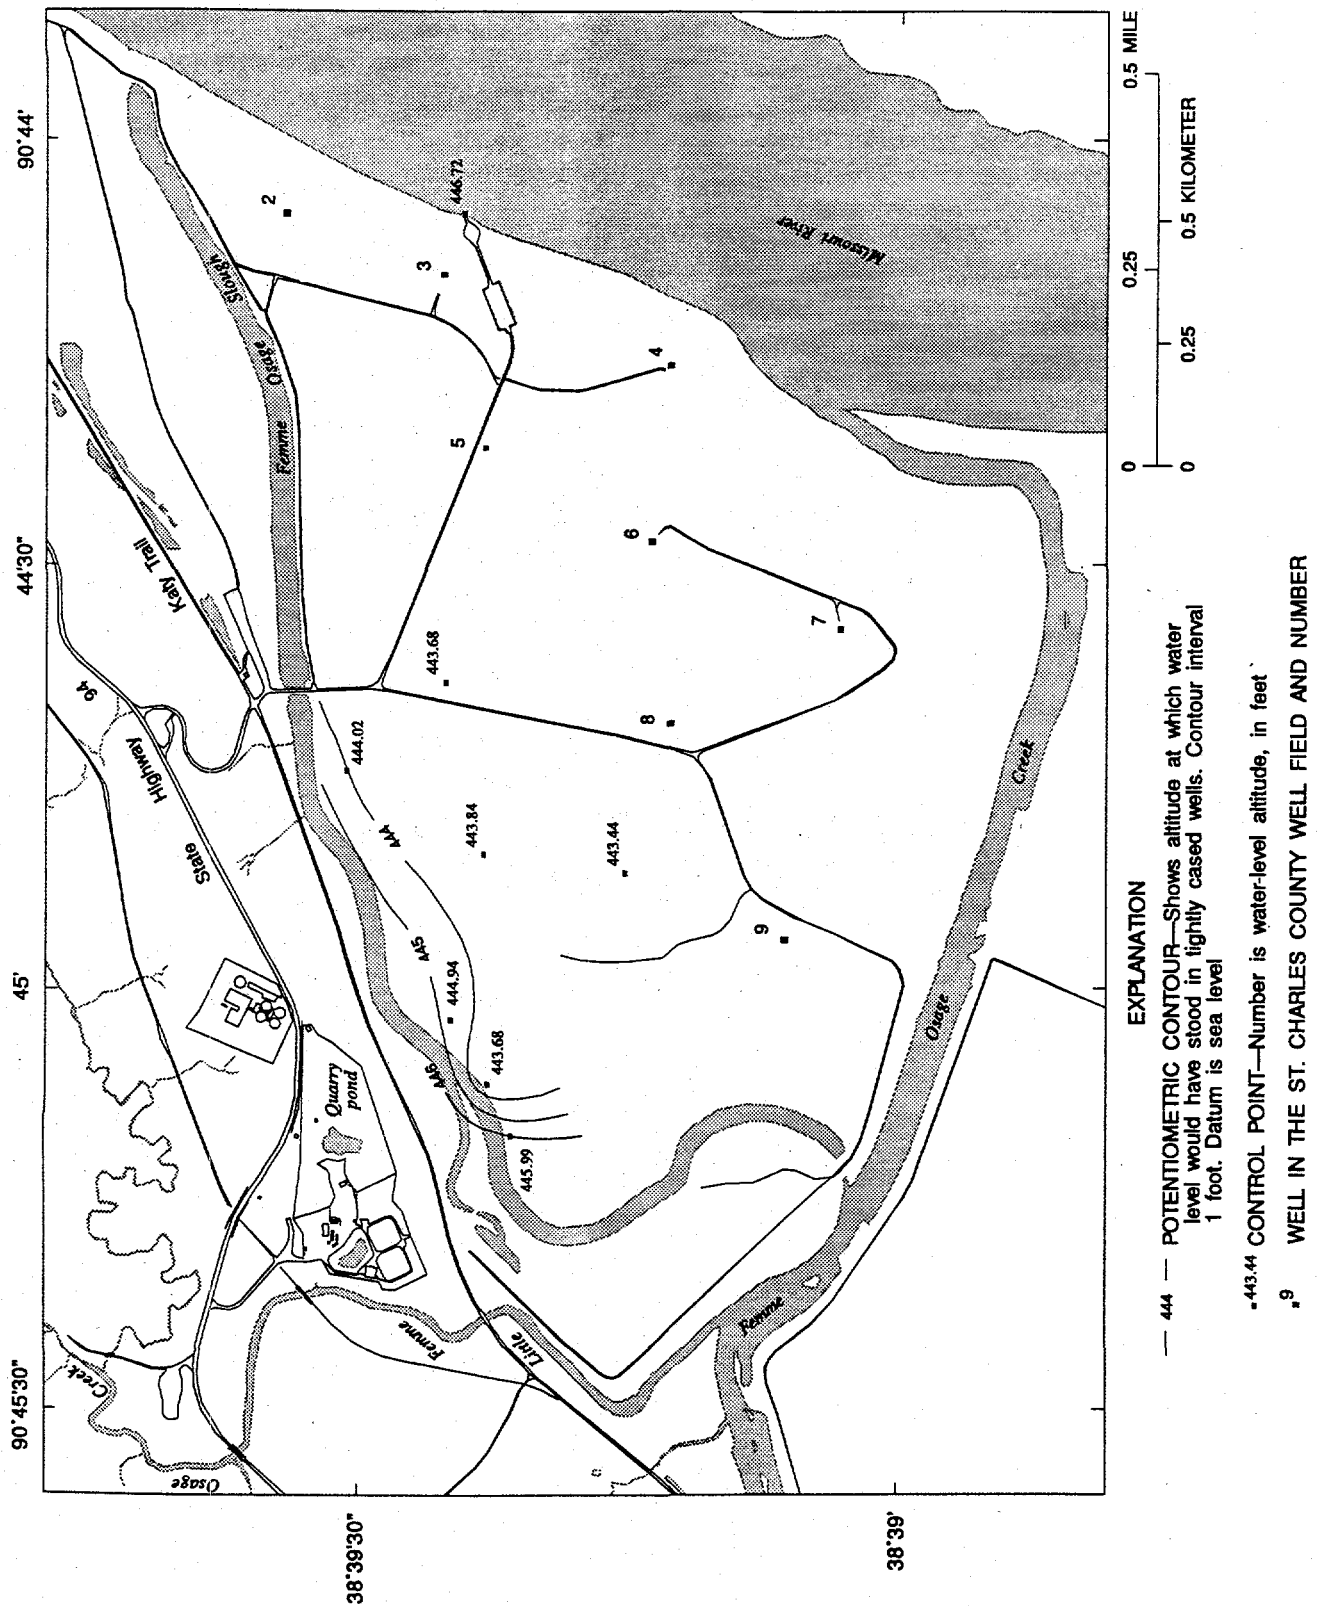 90°45'30"
45'
44'30"
90°44'
38°39'30"
38°39'
Creek
Osage
State
Highway
94
Katy Trail
Femme
Osage
Slough
Quarry
pond
Femme
Little
Femme
Osage
Creek
Missouri River
2
3
4
5
6
7
8
9
446.72
443.68
444.02
443.84
443.44
444.94
443.68
445.99
444
445
446
0 0.25 0.5 MILE
0 0.25 0.5 KILOMETER
EXPLANATION
— 444 — POTENTIOMETRIC CONTOUR—Shows altitude at which water
level would have stood in tightly cased wells. Contour interval
1 foot. Datum is sea level
443.44 CONTROL POINT—Number is water-level altitude, in feet
9 WELL IN THE ST. CHARLES COUNTY WELL FIELD AND NUMBER